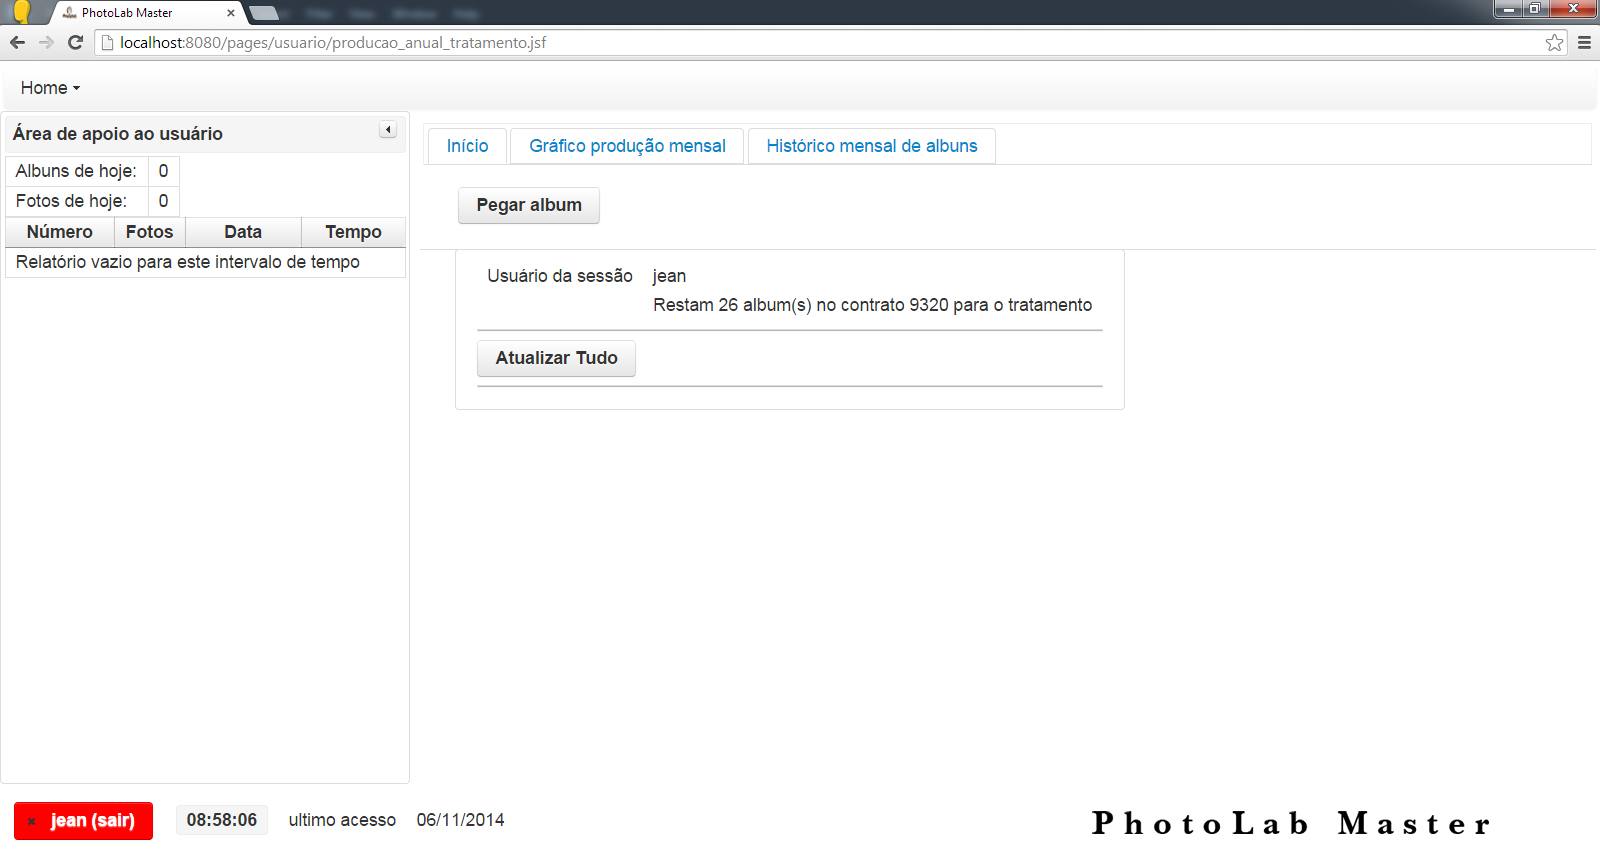 PhotoLab Master
localhost:8080/pages/usuario/producao_anual_tratamento.jsf
Home
Área de apoio ao usuário
Albuns de hoje: 0
Fotos de hoje: 0
Número Fotos Data Tempo
Relatório vazio para este intervalo de tempo
Início Gráfico produção mensal Histórico mensal de albuns
Pegar album
Usuário da sessão jean
Restam 26 album(s) no contrato 9320 para o tratamento
Atualizar Tudo
jean (sair) 08:58:06 ultimo acesso 06/11/2014
PhotoLab Master